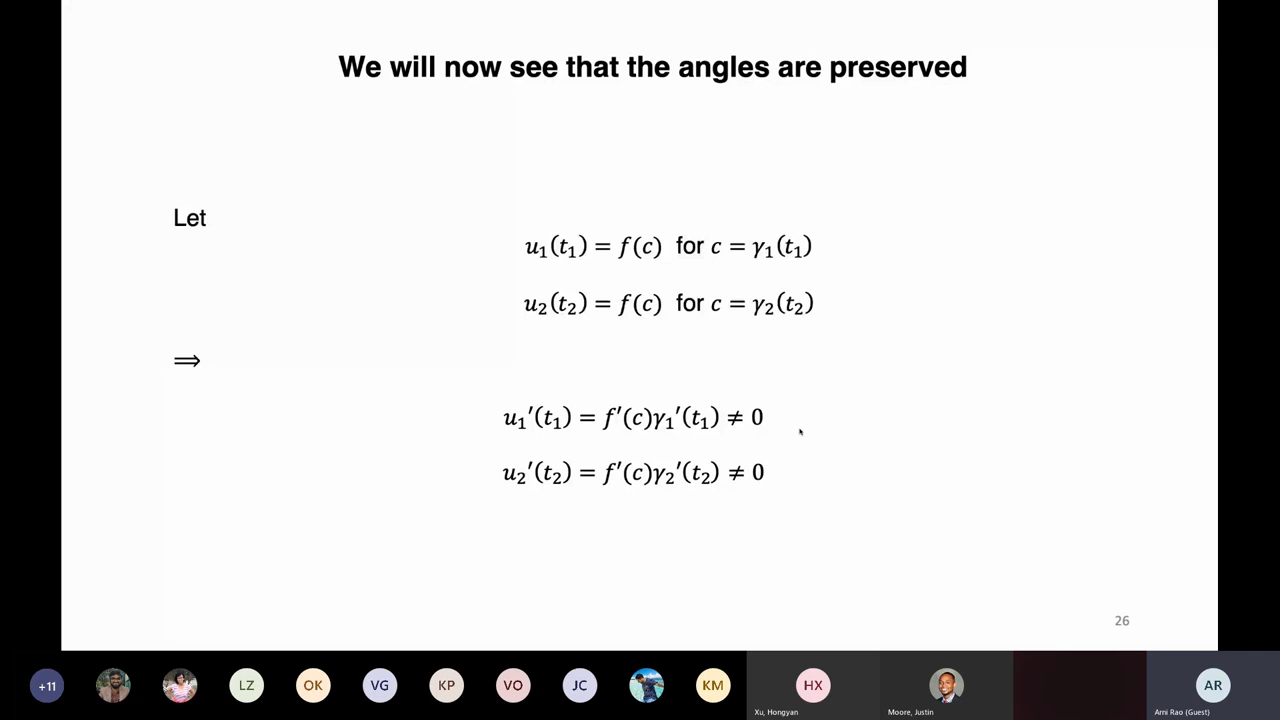 We will now see that the angles are preserved
Let
u₁(t₁) = f(c) for c = γ₁(t₁)
u₂(t₂) = f(c) for c = γ₂(t₂)
⟹
u₁′(t₁) = f′(c)γ₁′(t₁) ≠ 0
u₂′(t₂) = f′(c)γ₂′(t₂) ≠ 0
26
+11
LZ
OK
VG
KP
VO
JC
KM
HX
AR
Xu, Hongyan
Moore, Justin
Arni Rao (Guest)